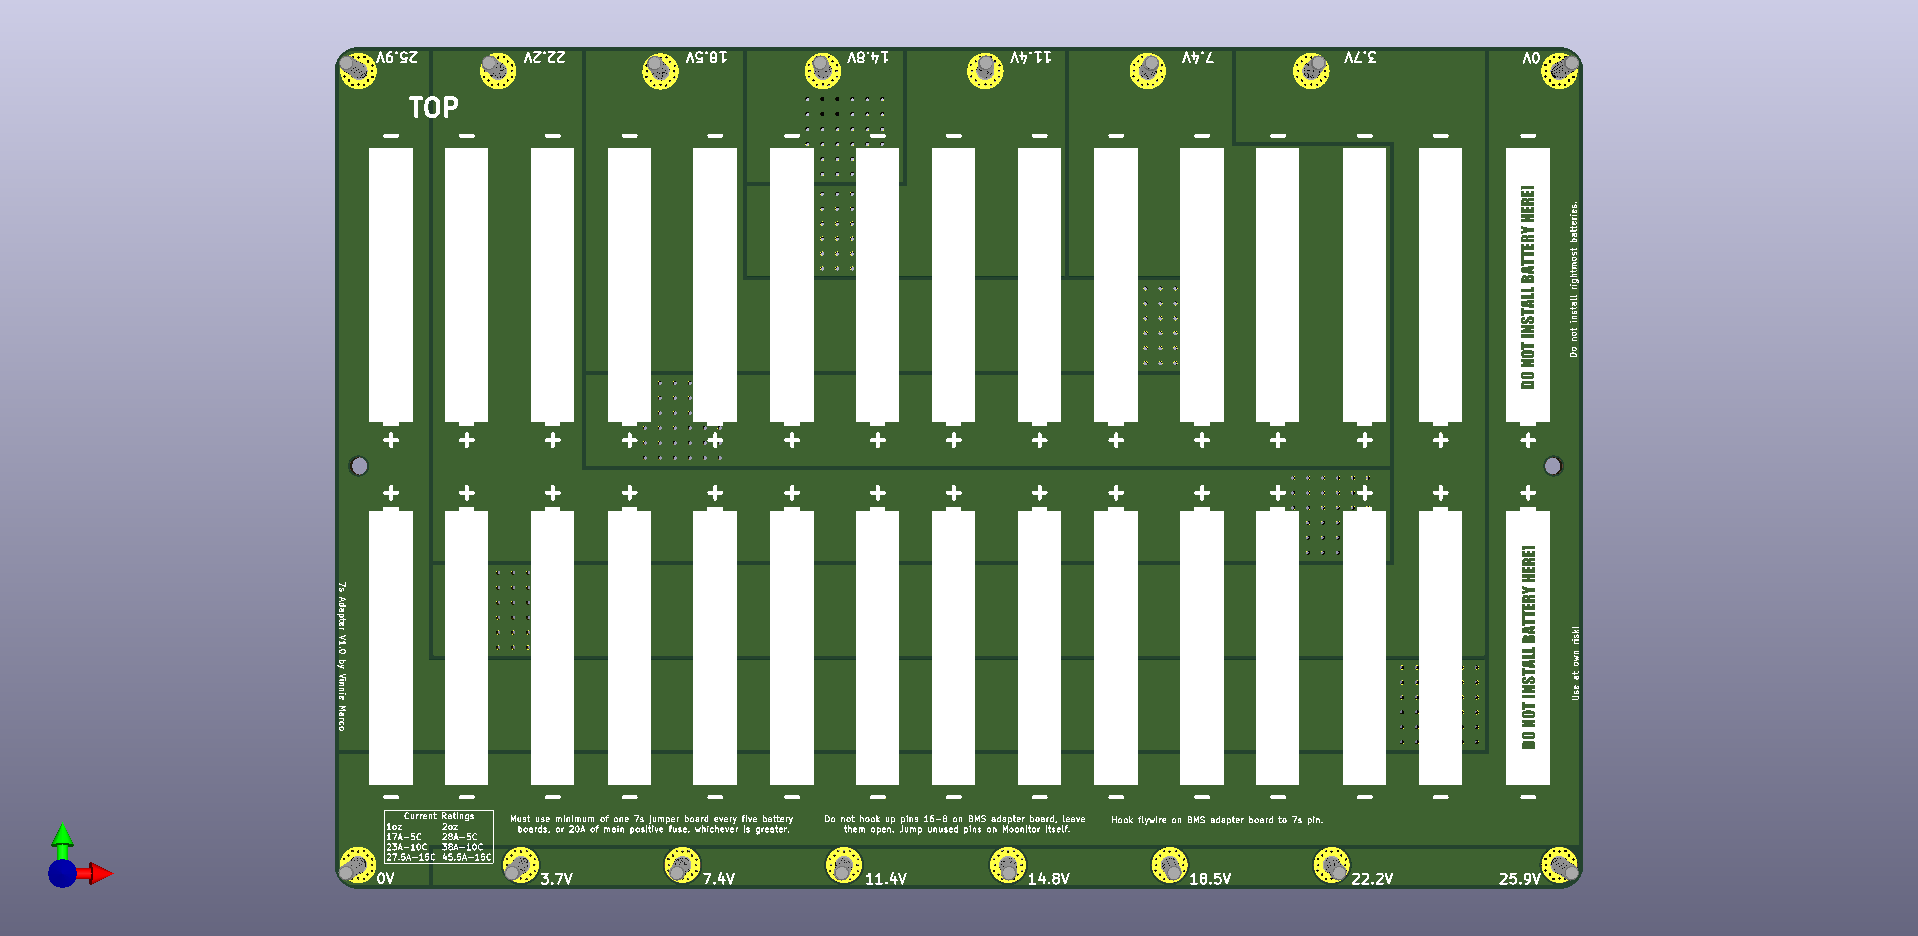 25.9V
22.2V
18.5V
14.8V
11.4V
7.4V
3.7V
0V
TOP
DO NOT INSTALL BATTERY HERE!
Do not install rightmost batteries.
7s Adapter V1.0 by Vinnie Marco
DO NOT INSTALL BATTERY HERE!
Use at own risk!
Current Ratings
1oz 2oz
17A-5C 28A-5C
23A-10C 38A-10C
27.5A-15C 45.5A-15C
Must use minimum of one 7s jumper board every five battery
boards, or 20A of main positive fuse, whichever is greater.
Do not hook up pins 16-8 on BMS adapter board, leave
them open. Jump unused pins on Moonitor itself.
Hook flywire on BMS adapter board to 7s pin.
0V
3.7V
7.4V
11.4V
14.8V
18.5V
22.2V
25.9V